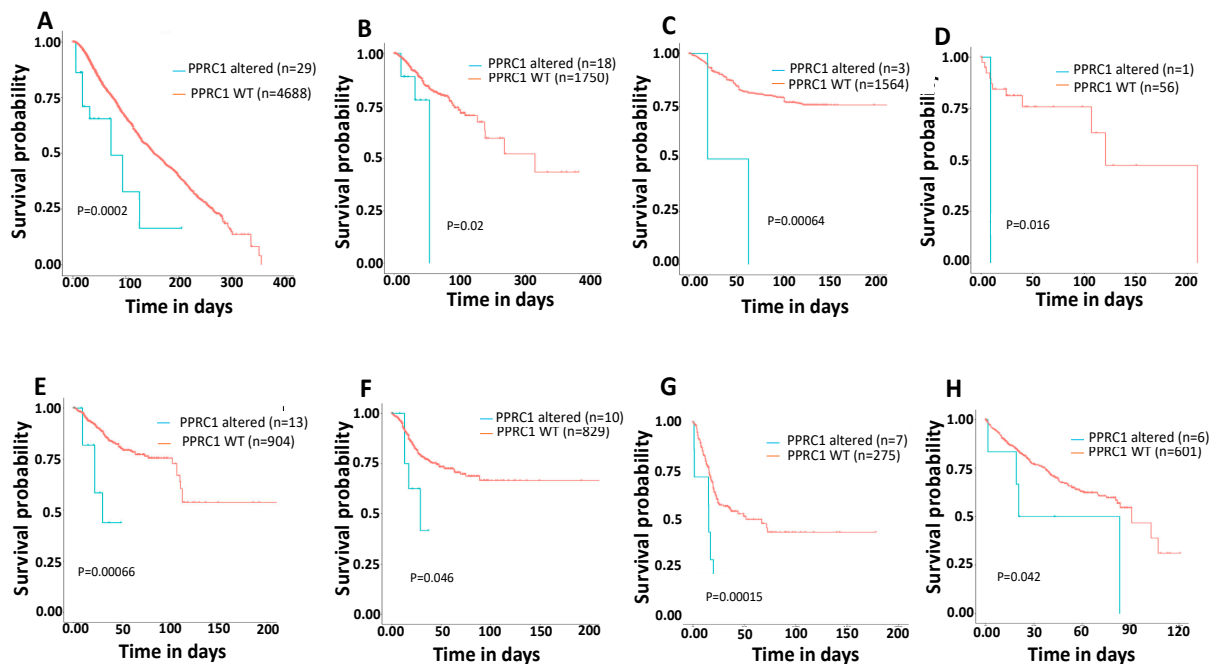 A
Survival probability
1.00
0.75
0.50
0.25
0.00
PPRC1 altered (n=29)
PPRC1 WT (n=4688)
P=0.0002
0.00 100 200 300 400
Time in days
B
Survival probability
1.00
0.75
0.5
0.25
0.00
PPRC1 altered (n=18)
PPRC1 WT (n=1750)
P=0.02
0.00 100 200 300 400
Time in days
C
Survival probability
1.00
0.75
0.5
0.25
0.00
PPRC1 altered (n=3)
PPRC1 WT (n=1564)
P=0.00064
0.00 50 100 150 200
Time in days
D
Survival probability
1.00
0.75
0.50
0.25
0.00
PPRC1 altered (n=1)
PPRC1 WT (n=56)
P=0.016
0.00 50 100 150 200
Time in days
E
Survival probability
1.00
0.75
0.5
0.25
0.00
PPRC1 altered (n=13)
PPRC1 WT (n=904)
P=0.00066
0.00 50 100 150 200
Time in days
F
Survival probability
1.00
0.75
0.5
0.25
0.00
PPRC1 altered (n=10)
PPRC1 WT (n=829)
P=0.046
0.00 50 100 150 200
Time in days
G
Survival probability
1.00
0.75
0.5
0.25
0.00
PPRC1 altered (n=7)
PPRC1 WT (n=275)
P=0.00015
0.00 50 100 150 200
Time in days
H
Survival probability
1.00
0.75
0.5
0.25
0.00
PPRC1 altered (n=6)
PPRC1 WT (n=601)
P=0.042
0.00 30 60 90 120
Time in days